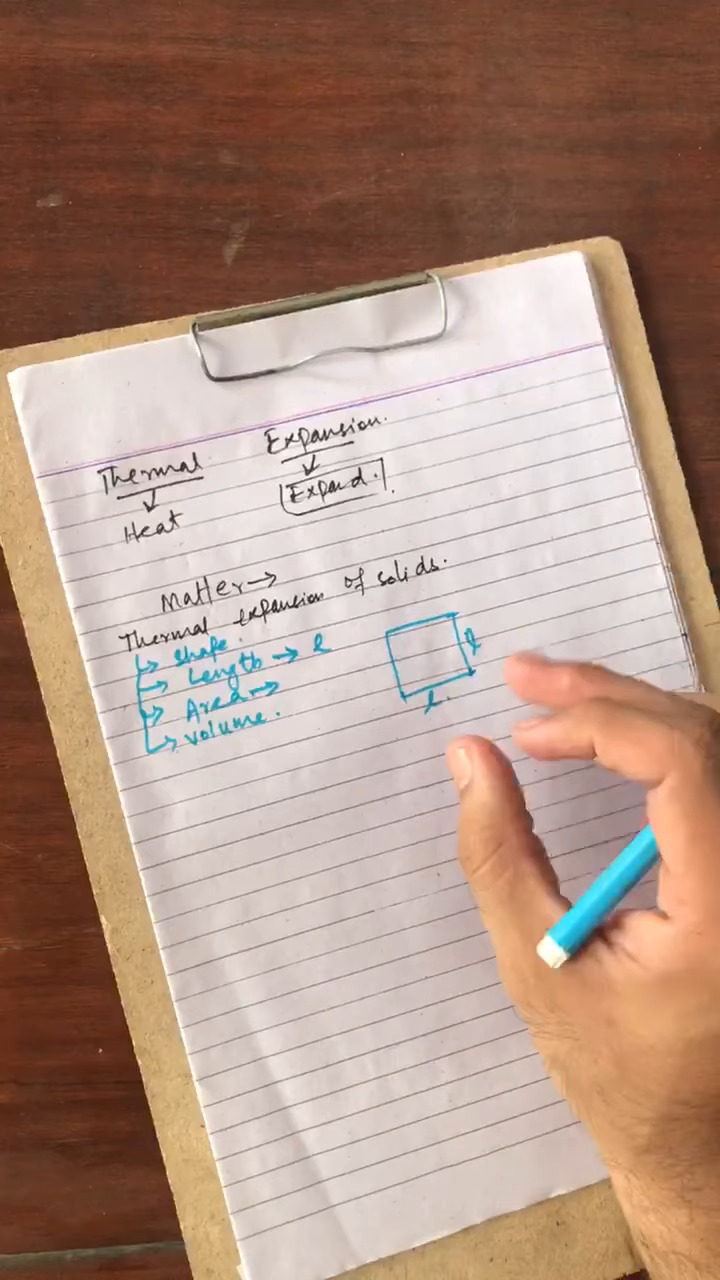 Thermal Expansion.
Heat Expand.
Matter→
Thermal expansion of solids.
shape.
Length → l
Area→
volume.
l
l.